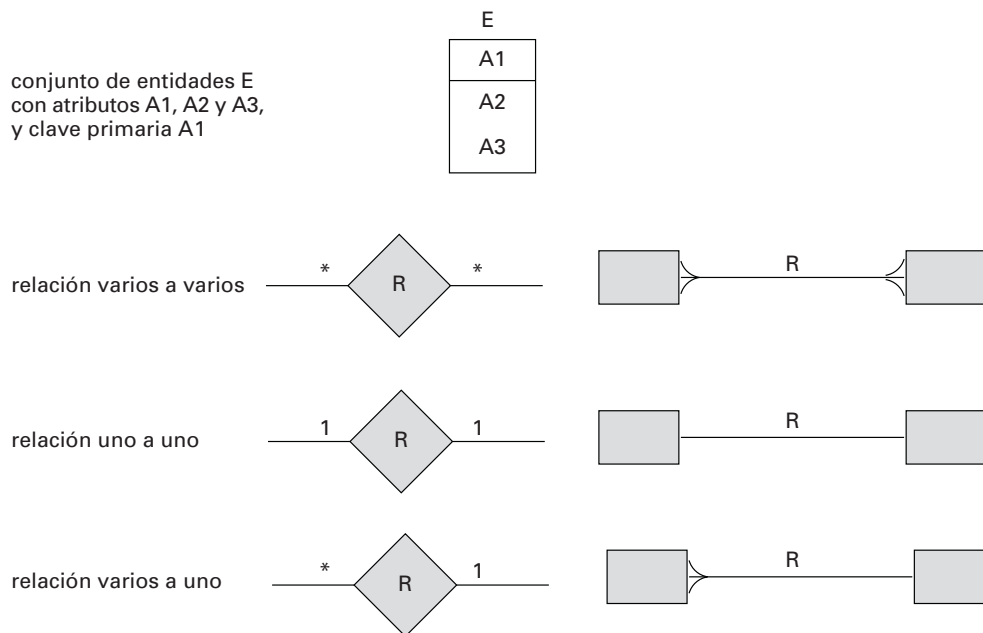 E
A1
conjunto de entidades E
con atributos A1, A2 y A3,
y clave primaria A1
A2
A3
relación varios a varios
*
R
*
R
relación uno a uno
1
R
1
R
relación varios a uno
*
R
1
R